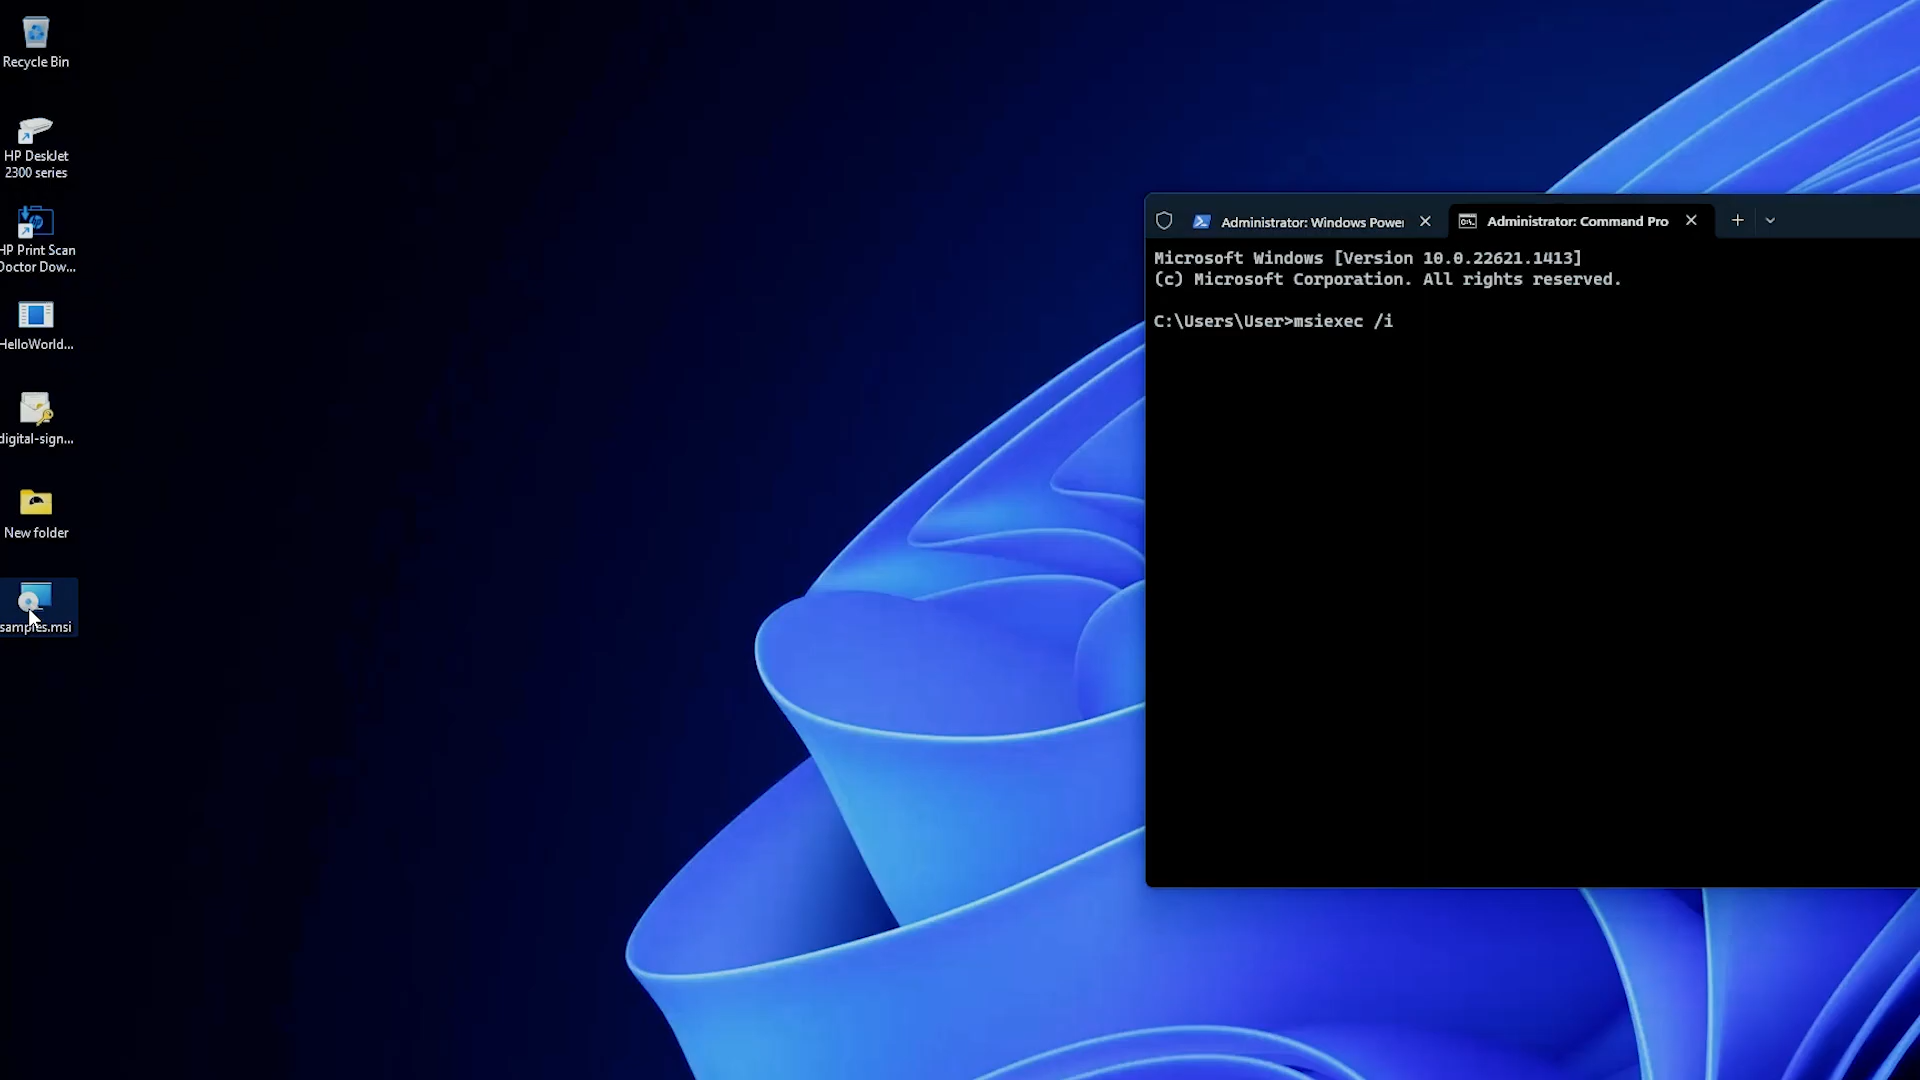 Recycle Bin
HP DeskJet
2300 series
HP Print Scan
Doctor Dow...
HelloWorld...
digital-sign...
New folder
samples.msi
Administrator: Windows Power
Administrator: Command Pro
Microsoft Windows [Version 10.0.22621.1413]
(c) Microsoft Corporation. All rights reserved.
C:\Users\User>msiexec /i